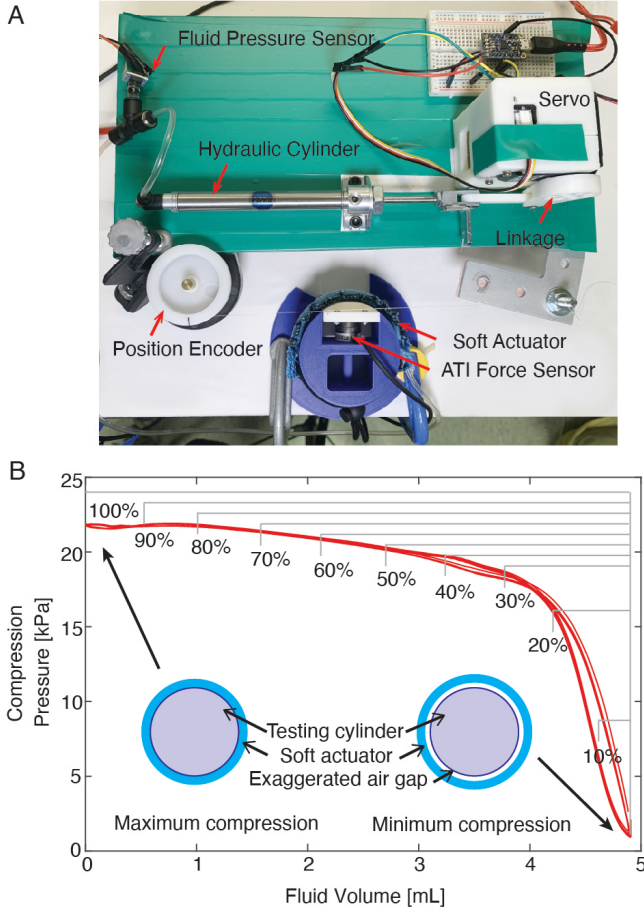 A
Fluid Pressure Sensor
Servo
Hydraulic Cylinder
Linkage
Position Encoder
Soft Actuator
ATI Force Sensor
B
25
100%
90%
80%
70%
60%
50%
40%
30%
20%
10%
20
15
10
5
0
Compression
Pressure [kPa]
Testing cylinder
Soft actuator
Exaggerated air gap
Maximum compression
Minimum compression
0 1 2 3 4 5
Fluid Volume [mL]